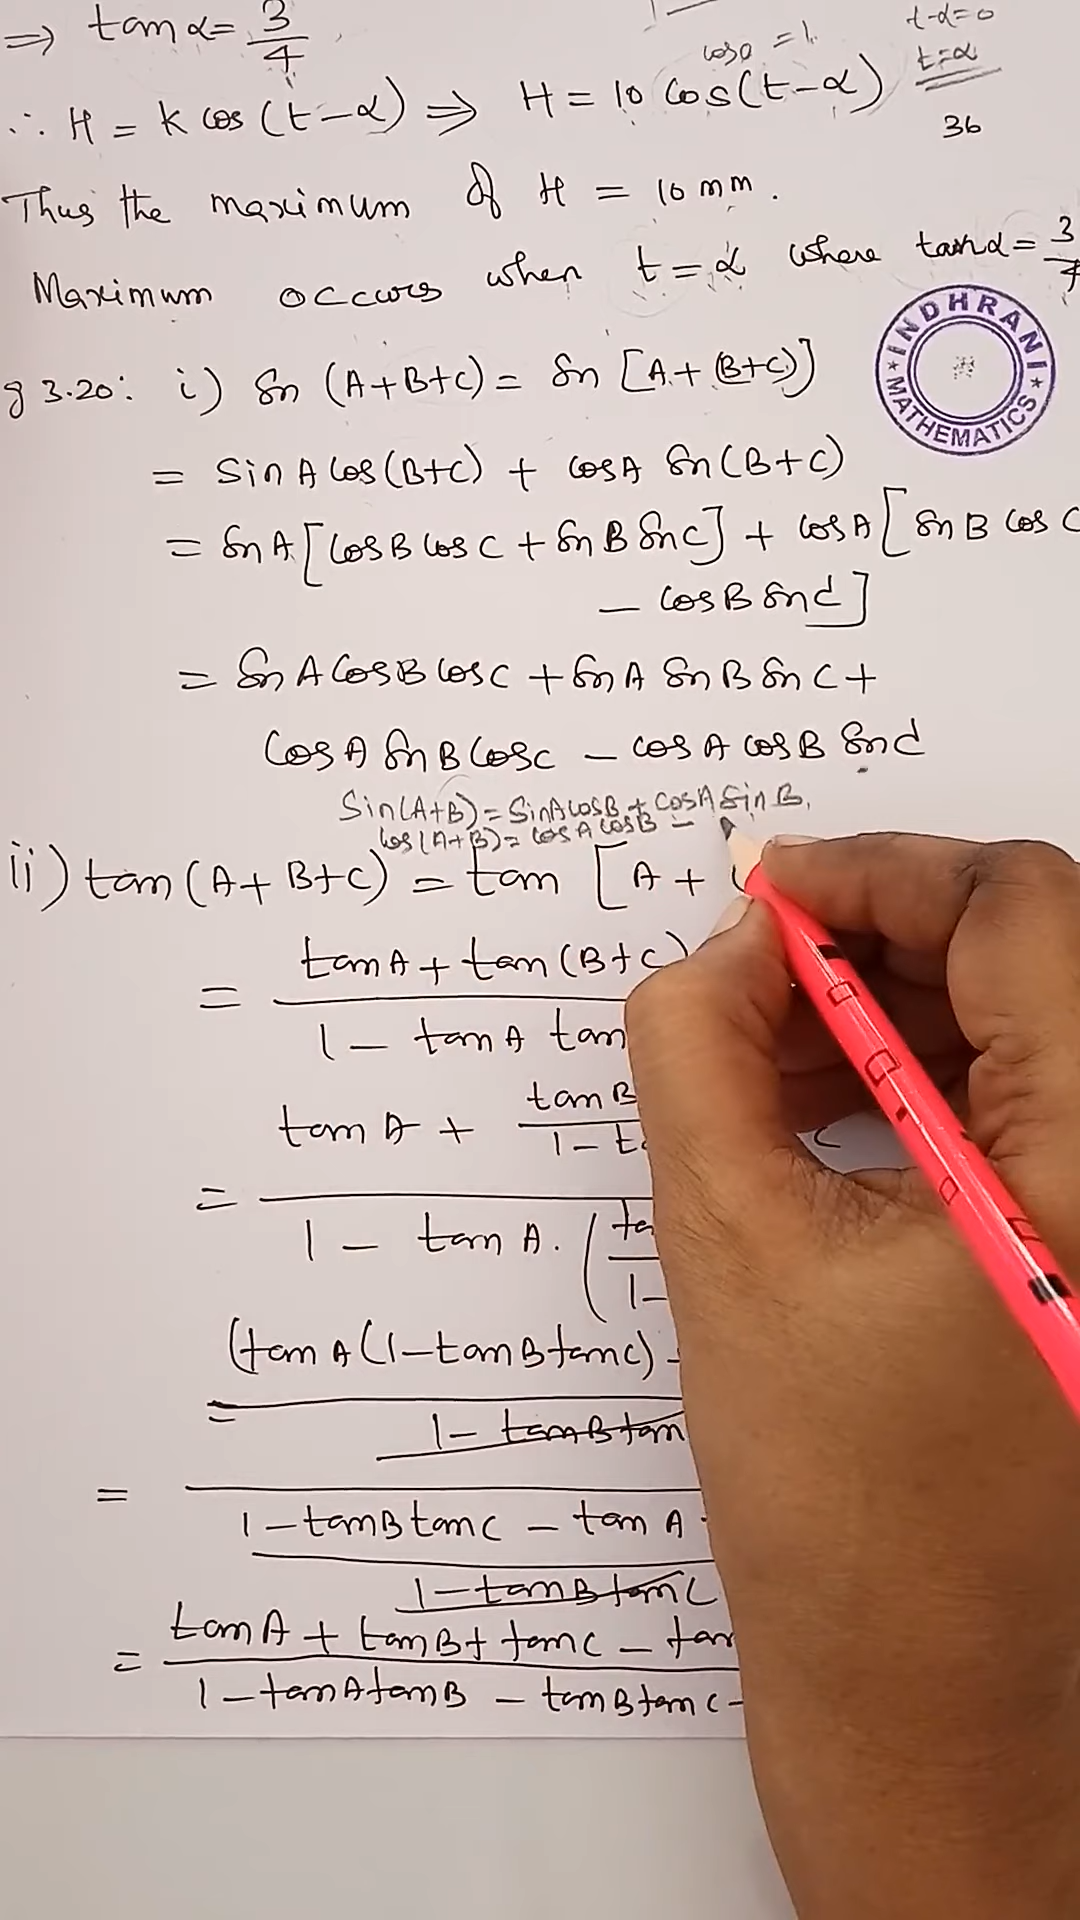 ⇒ tan α = 3/4
cos 0 = 1.
t-α=0
t=α
∴ H = k cos (t-α) ⇒ H = 10 cos(t-α)
36
Thus the maximum of H = 10 mm.
Maximum occurs when t = α where tan α = 3/4
g 3.20: i) Sin (A+B+C) = Sin [A + (B+C)]
INDHRANI * MATHEMATICS *
= Sin A cos(B+C) + cos A Sin(B+C)
= Sin A [cos B cos C + Sin B Sin C] + cos A [Sin B cos C
- cos B Sin C]
= Sin A Cos B cos C + Sin A Sin B Sin C +
Cos A Sin B Cos C - cos A cos B Sin C
Sin(A+B) = Sin A cos B + cos A Sin B.
cos(A+B) = cos A cos B -
ii) tan (A+B+C) = tan [A + (
= tan A + tan (B+C)
1 - tan A tan
tan A + tan B
1 - t
C
=
1 - tan A . ( ta
1-
(tan A (1 - tan B tan C) -
=
1 - tan B tan
=
1 - tan B tan C - tan A
1 - tan B tan C
= tan A + tan B + tan C - tan
1 - tan A tan B - tan B tan C -